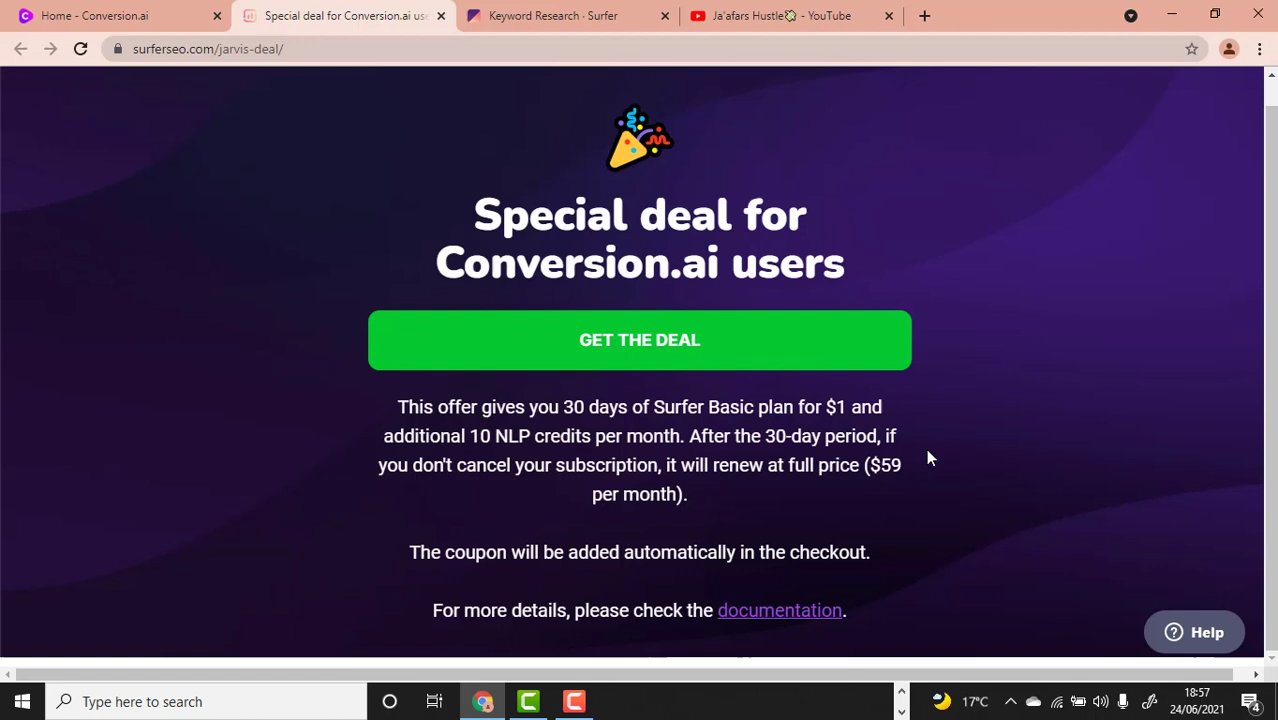 Home - Conversion.ai
Special deal for Conversion.ai use
Keyword Research · Surfer
Ja'afars Hustle - YouTube
surferseo.com/jarvis-deal/
Special deal for
Conversion.ai users
GET THE DEAL
This offer gives you 30 days of Surfer Basic plan for $1 and
additional 10 NLP credits per month. After the 30-day period, if
you don't cancel your subscription, it will renew at full price ($59
per month).
The coupon will be added automatically in the checkout.
For more details, please check the documentation.
Help
Type here to search
17°C
18:57
24/06/2021
4